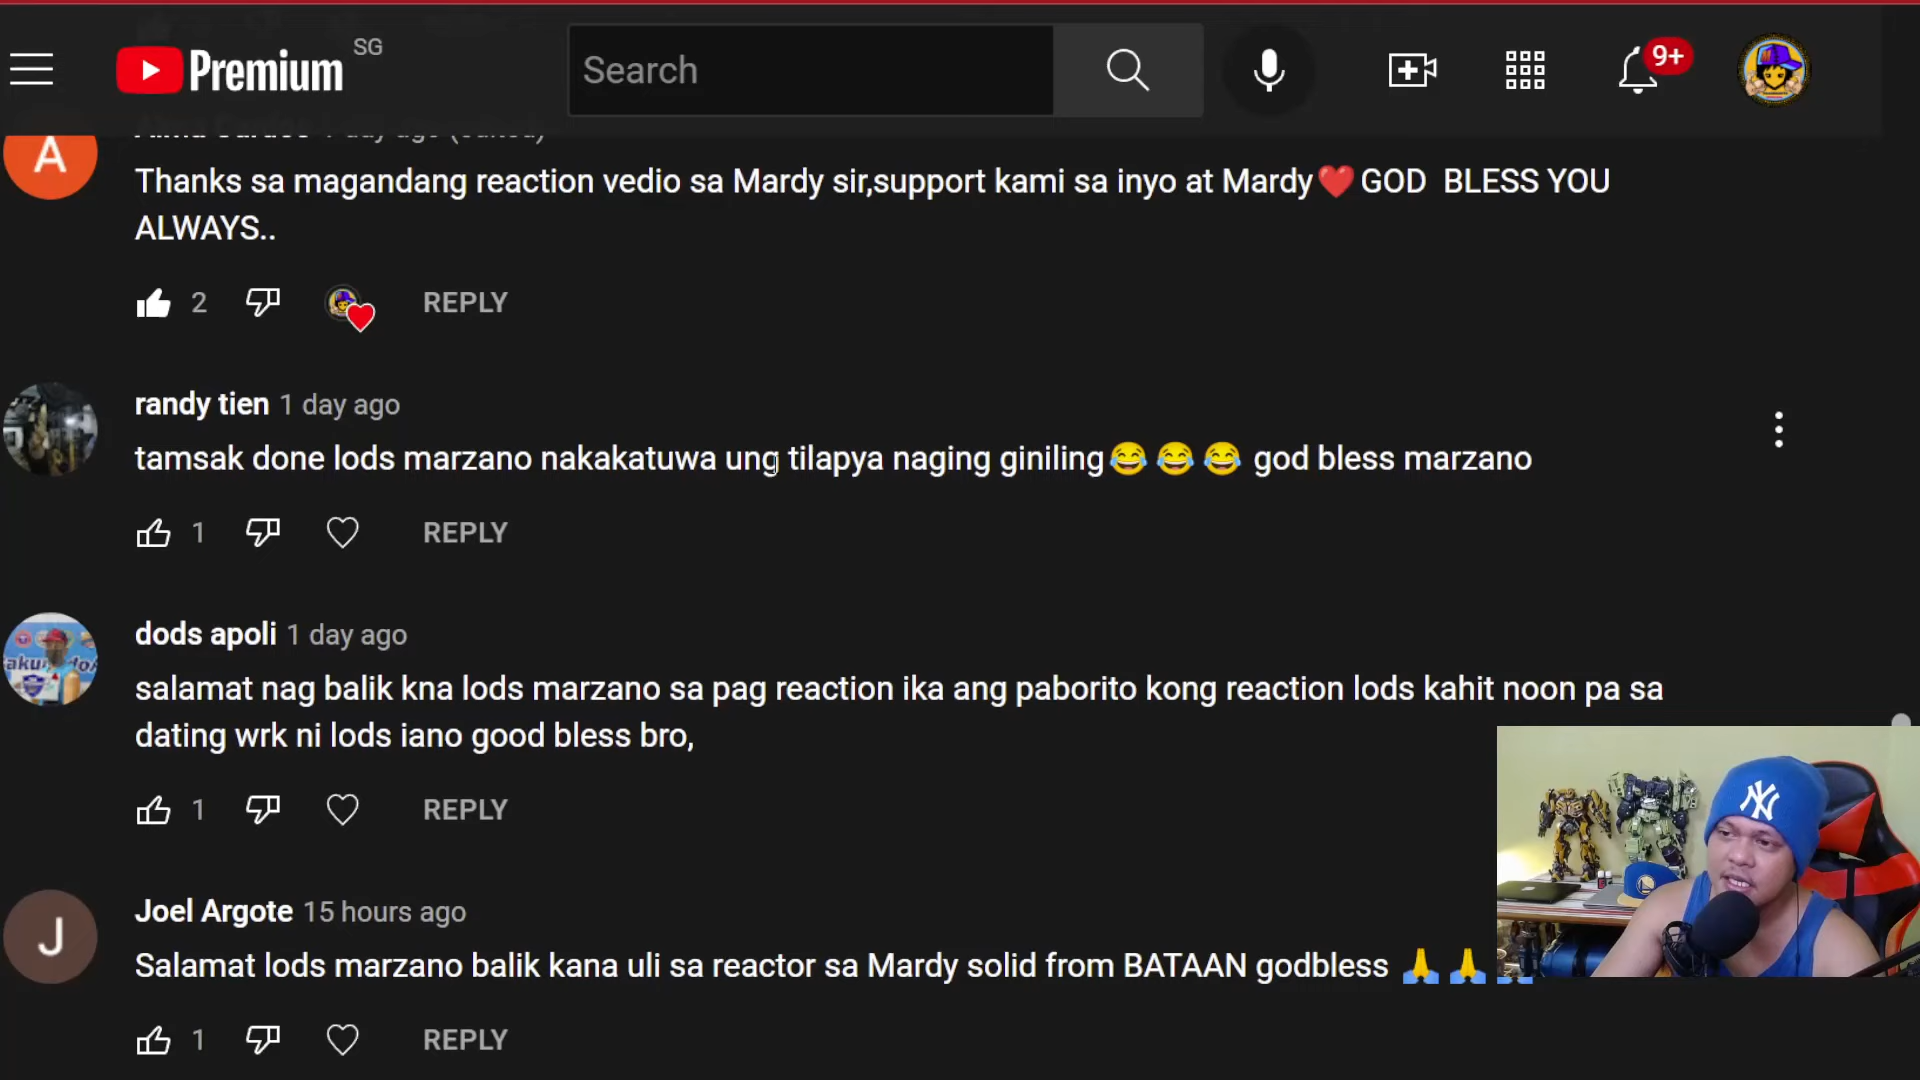 Premium SG
Search
9+
1 day ago (edited)
A
Thanks sa magandang reaction vedio sa Mardy sir,support kami sa inyo at Mardy❤️GOD BLESS YOU
ALWAYS..
2
REPLY
randy tien 1 day ago
tamsak done lods marzano nakakatuwa ung tilapya naging giniling😂😂😂 god bless marzano
1
REPLY
dods apoli 1 day ago
salamat nag balik kna lods marzano sa pag reaction ika ang paborito kong reaction lods kahit noon pa sa
dating wrk ni lods iano good bless bro,
1
REPLY
J
Joel Argote 15 hours ago
Salamat lods marzano balik kana uli sa reactor sa Mardy solid from BATAAN godbless 🙏🙏🙏
1
REPLY
NY